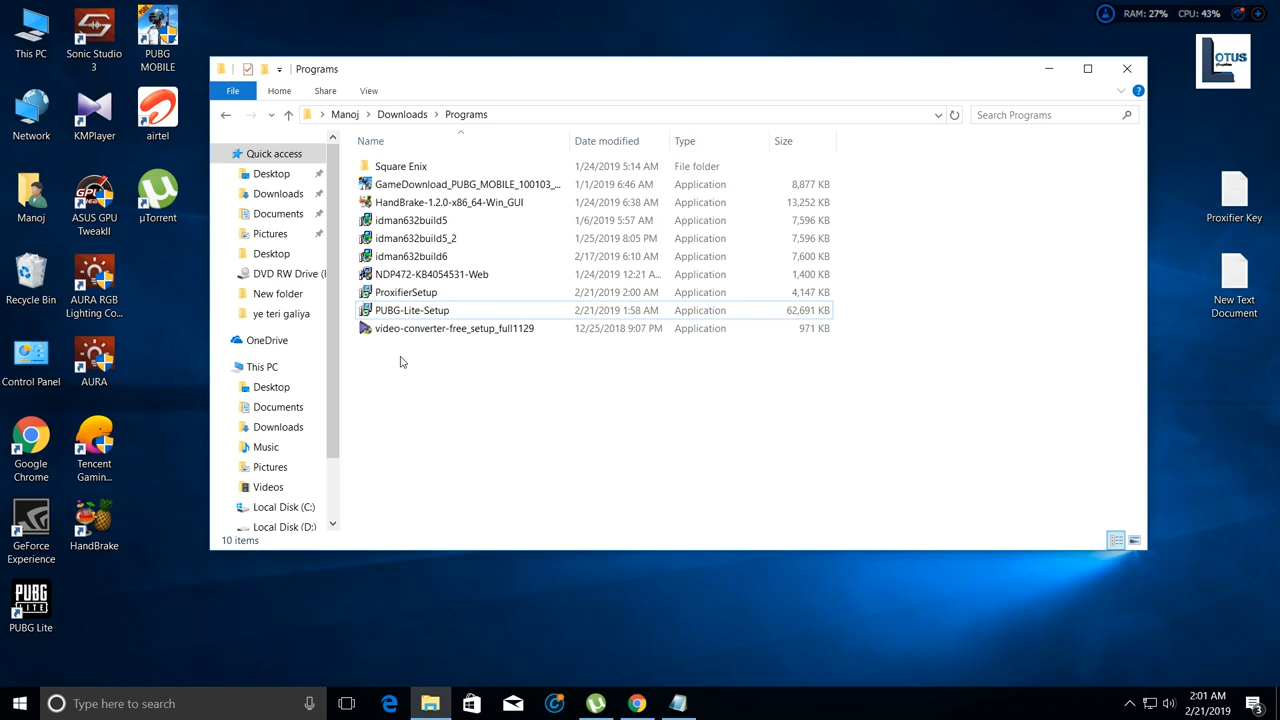 This PC
Sonic Studio 3
PUBG MOBILE
Network
KMPlayer
airtel
Manoj
ASUS GPU TweakII
µTorrent
Recycle Bin
AURA RGB Lighting Co...
Control Panel
AURA
Google Chrome
Tencent Gamin...
GeForce Experience
HandBrake
PUBG LITE
PUBG Lite
RAM: 27% CPU: 43%
LOTUS
Proxifier Key
New Text Document
Programs
File Home Share View
Manoj > Downloads > Programs
Search Programs
Quick access
Desktop
Downloads
Documents
Pictures
Desktop
DVD RW Drive (
New folder
ye teri galiya
OneDrive
This PC
Desktop
Documents
Downloads
Music
Pictures
Videos
Local Disk (C:)
Local Disk (D:)
Name Date modified Type Size
Square Enix 1/24/2019 5:14 AM File folder
GameDownload_PUBG_MOBILE_100103_... 1/1/2019 6:46 AM Application 8,877 KB
HandBrake-1.2.0-x86_64-Win_GUI 1/24/2019 6:38 AM Application 13,252 KB
idman632build5 1/6/2019 5:57 AM Application 7,596 KB
idman632build5_2 1/25/2019 8:05 PM Application 7,596 KB
idman632build6 2/17/2019 6:10 AM Application 7,600 KB
NDP472-KB4054531-Web 1/24/2019 12:21 A... Application 1,400 KB
ProxifierSetup 2/21/2019 2:00 AM Application 4,147 KB
PUBG-Lite-Setup 2/21/2019 1:58 AM Application 62,691 KB
video-converter-free_setup_full1129 12/25/2018 9:07 PM Application 971 KB
10 items
Type here to search
2:01 AM
2/21/2019
3